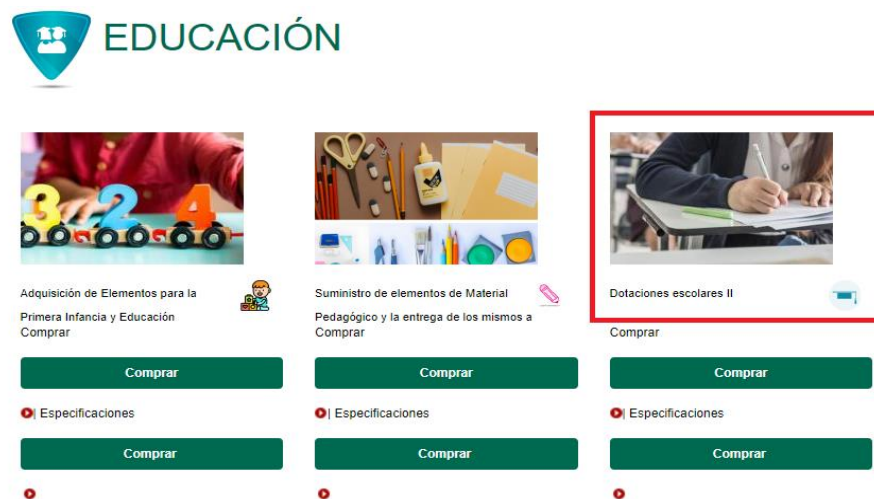 EDUCACIÓN
Adquisición de Elementos para la
Primera Infancia y Educación
Comprar
Comprar
| Especificaciones
Comprar
Suministro de elementos de Material
Pedagógico y la entrega de los mismos a
Comprar
Comprar
| Especificaciones
Comprar
Dotaciones escolares II
Comprar
Comprar
| Especificaciones
Comprar